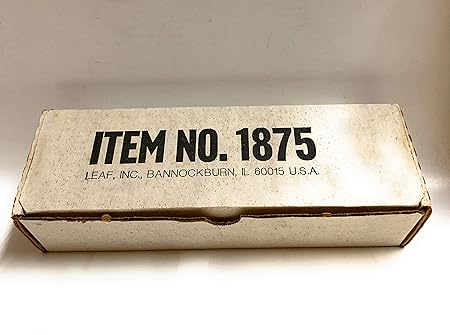 ITEM NO. 1875
LEAF, INC., BANNOCKBURN, IL 60015 U.S.A.